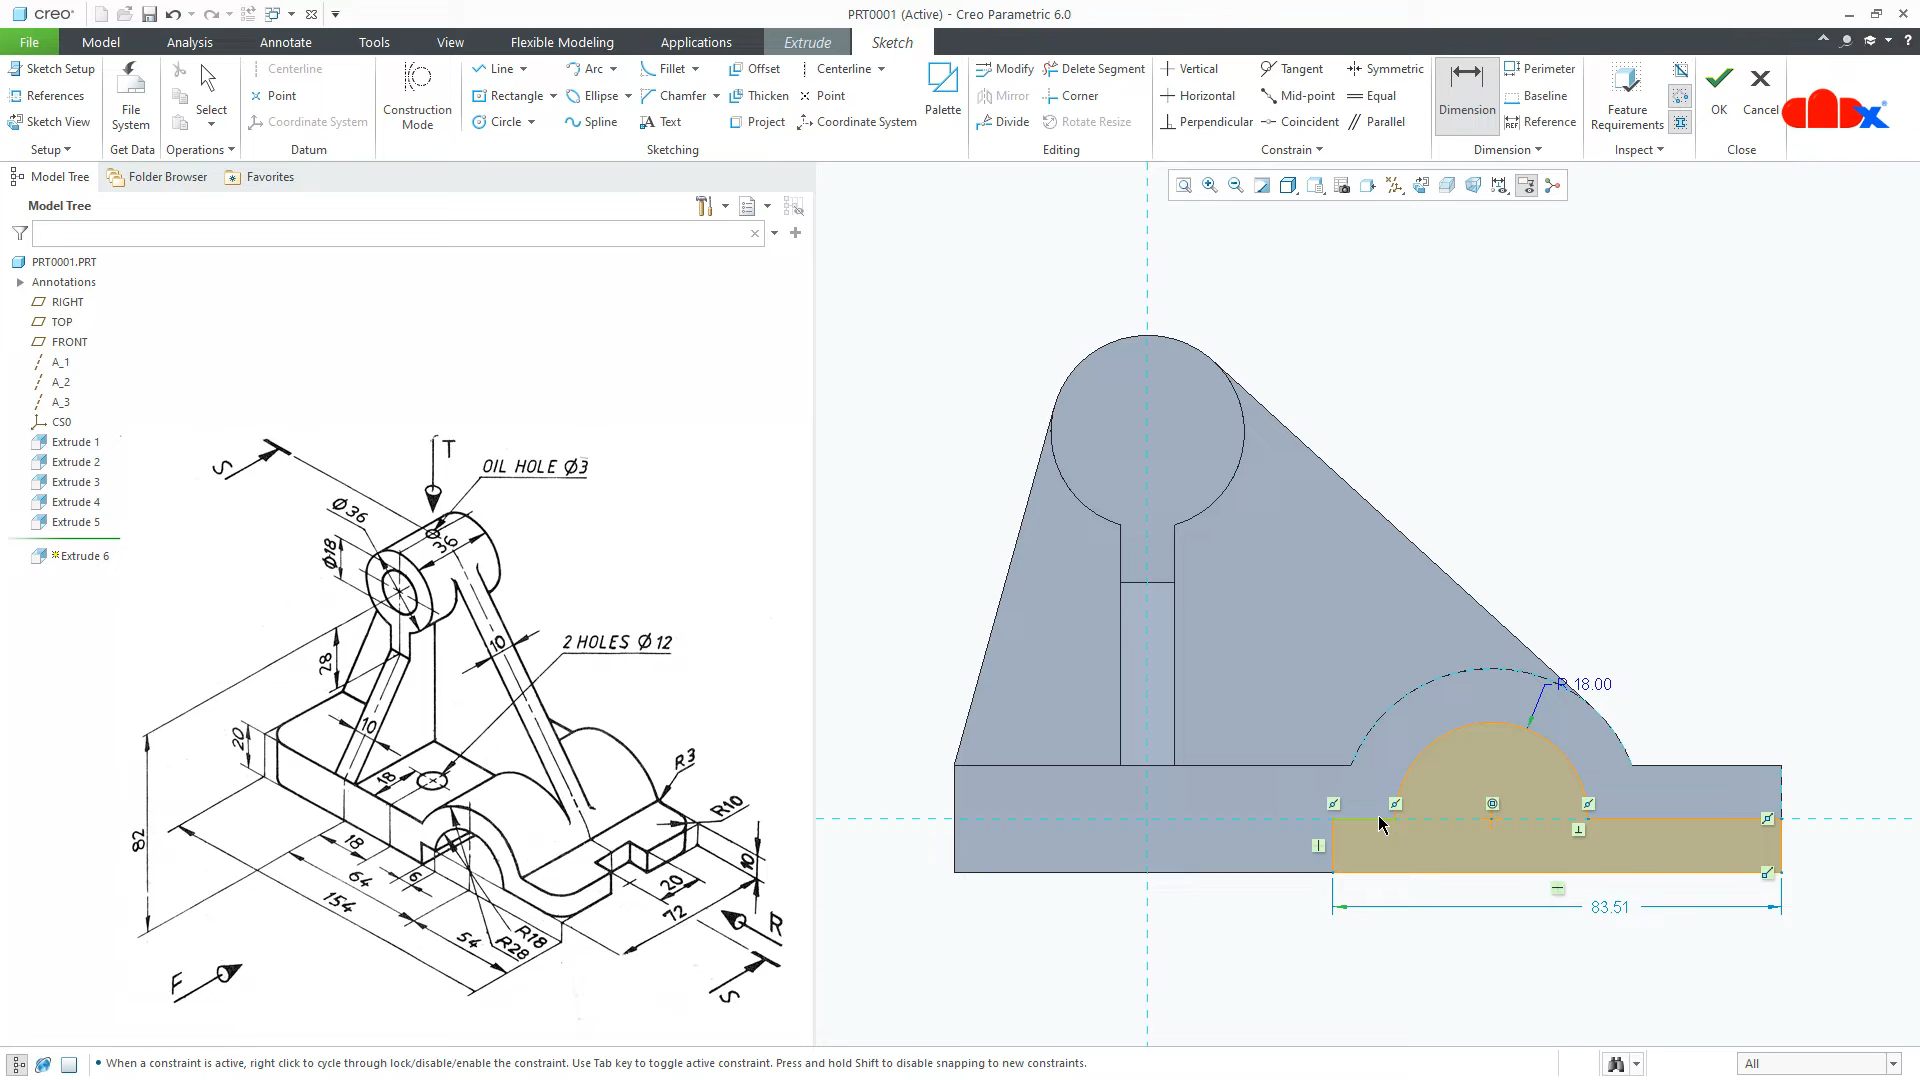 creo
PRT0001 (Active) - Creo Parametric 6.0
File Model Analysis Annotate Tools View Flexible Modeling Applications Extrude Sketch
Sketch Setup
References
Sketch View
Setup
File System
Get Data
Select
Operations
Centerline
Point
Coordinate System
Datum
Construction Mode
Line Arc Fillet Offset Centerline
Rectangle Ellipse Chamfer Thicken Point
Circle Spline Text Project Coordinate System
Palette
Sketching
Modify Delete Segment
Mirror Corner
Divide Rotate Resize
Editing
Vertical Tangent Symmetric
Horizontal Mid-point Equal
Perpendicular Coincident Parallel
Constrain
Dimension
Perimeter
Baseline
Reference
Dimension
Feature Requirements
Inspect
OK Cancel
Close
Model Tree Folder Browser Favorites
Model Tree
PRT0001.PRT
Annotations
RIGHT
TOP
FRONT
A_1
A_2
A_3
CS0
Extrude 1
Extrude 2
Extrude 3
Extrude 4
Extrude 5
Extrude 6
T
S
OIL HOLE Ø3
Ø36
36
Ø18
2 HOLES Ø12
10
28
10
20
18
R3
R10
82
18
64
6
154
54
R18
R28
20
72
10
R
F
S
R 18.00
83.51
When a constraint is active, right click to cycle through lock/disable/enable the constraint. Use Tab key to toggle active constraint. Press and hold Shift to disable snapping to new constraints.
All